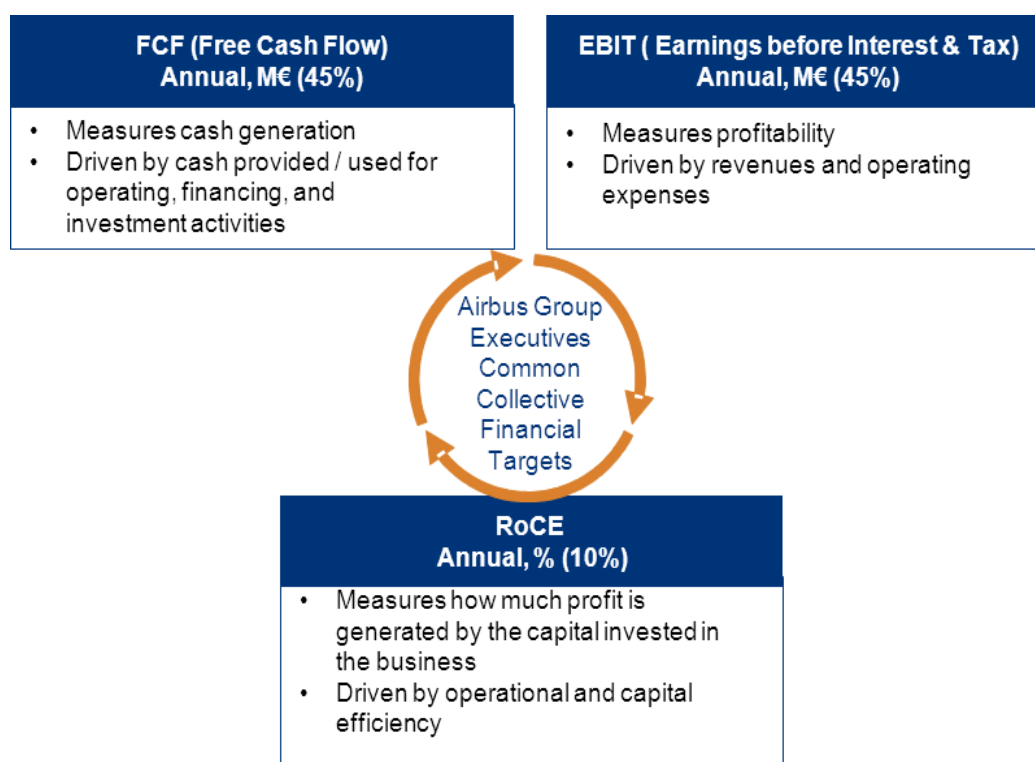 FCF (Free Cash Flow)
Annual, M€ (45%)
• Measures cash generation
• Driven by cash provided / used for
operating, financing, and
investment activities
EBIT ( Earnings before Interest & Tax)
Annual, M€ (45%)
• Measures profitability
• Driven by revenues and operating
expenses
Airbus Group
Executives
Common
Collective
Financial
Targets
RoCE
Annual, % (10%)
• Measures how much profit is
generated by the capital invested in
the business
• Driven by operational and capital
efficiency